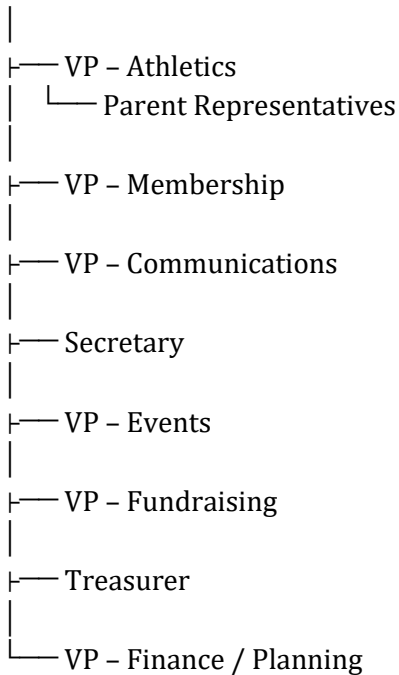 VP – Athletics
Parent Representatives
VP – Membership
VP – Communications
Secretary
VP – Events
VP – Fundraising
Treasurer
VP – Finance / Planning